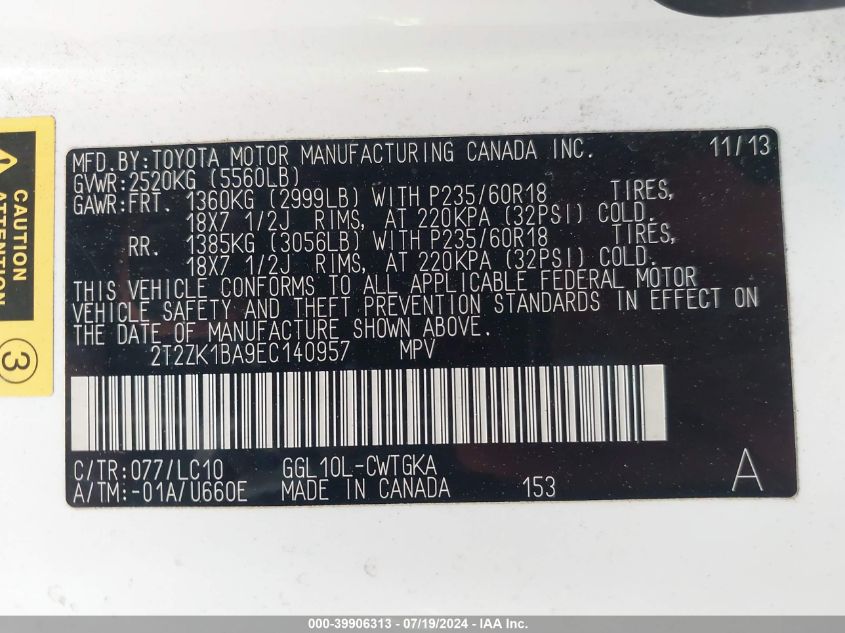 CAUTION
ATTENTION
3
MFD.BY:TOYOTA MOTOR MANUFACTURING CANADA INC. 11/13
GVWR:2520KG (5560LB)
GAWR:FRT. 1360KG (2999LB) WITH P235/60R18 TIRES,
18X7 1/2J RIMS, AT 220KPA (32PSI) COLD.
RR. 1385KG (3056LB) WITH P235/60R18 TIRES,
18X7 1/2J RIMS, AT 220KPA (32PSI) COLD.
THIS VEHICLE CONFORMS TO ALL APPLICABLE FEDERAL MOTOR
VEHICLE SAFETY AND THEFT PREVENTION STANDARDS IN EFFECT ON
THE DATE OF MANUFACTURE SHOWN ABOVE.
2T2ZK1BA9EC140957 MPV
C/TR:077/LC10 GGL10L-CWTGKA
A/TM:-01A/U660E MADE IN CANADA 153 A
000-39906313 - 07/19/2024 - IAA Inc.